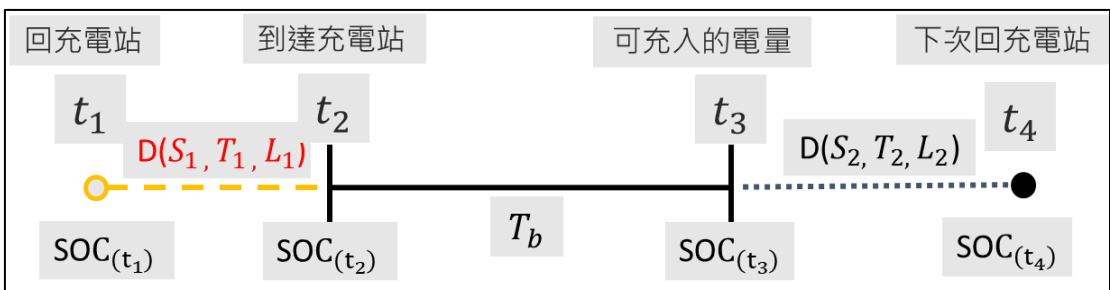 回充電站 到達充電站 可充入的電量 下次回充電站
t₁ t₂ t₃ t₄
D(S₁, T₁, L₁) D(S₂, T₂, L₂)
T_b
SOC₍t₁₎ SOC₍t₂₎ SOC₍t₃₎ SOC₍t₄₎